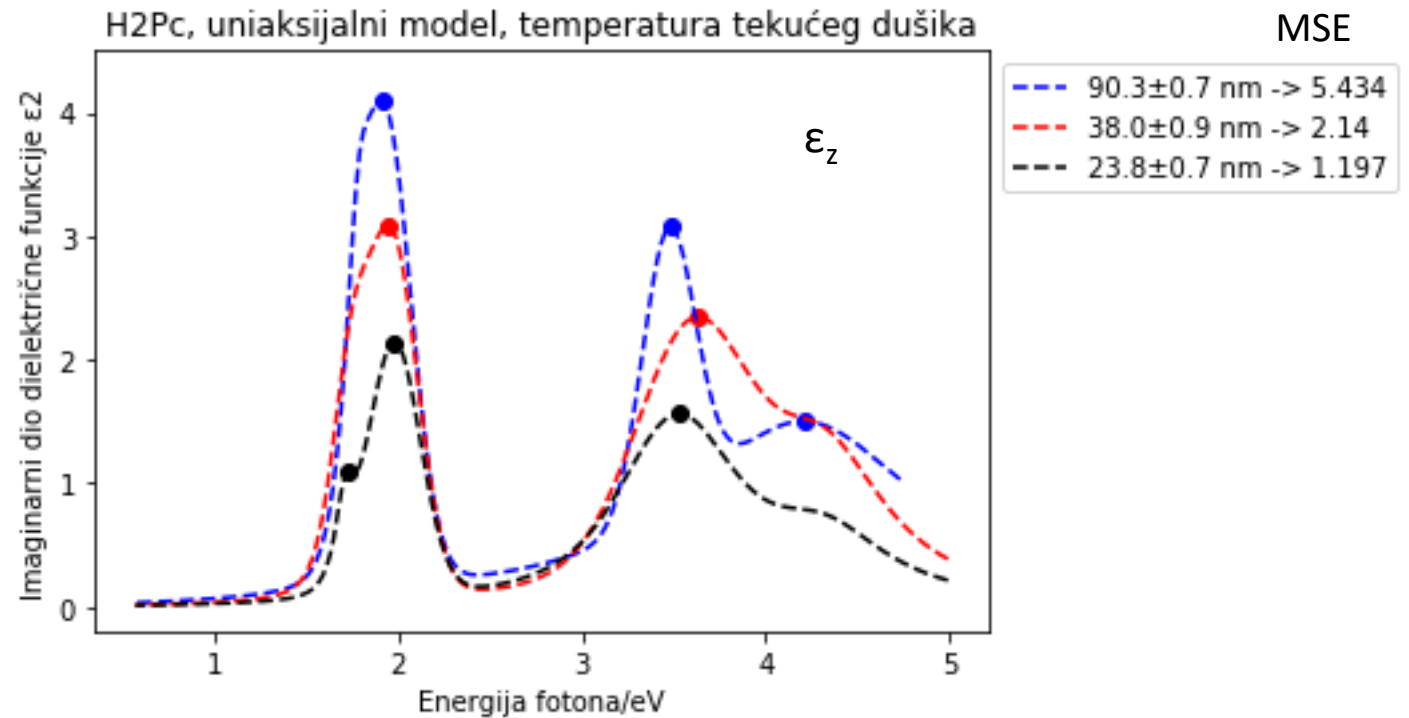 H2Pc, uniaksijalni model, temperatura tekućeg dušika
MSE
90.3±0.7 nm -> 5.434
38.0±0.9 nm -> 2.14
23.8±0.7 nm -> 1.197
εz
Imaginarni dio dielektrične funkcije ε2
4
3
2
1
0
1 2 3 4 5
Energija fotona/eV